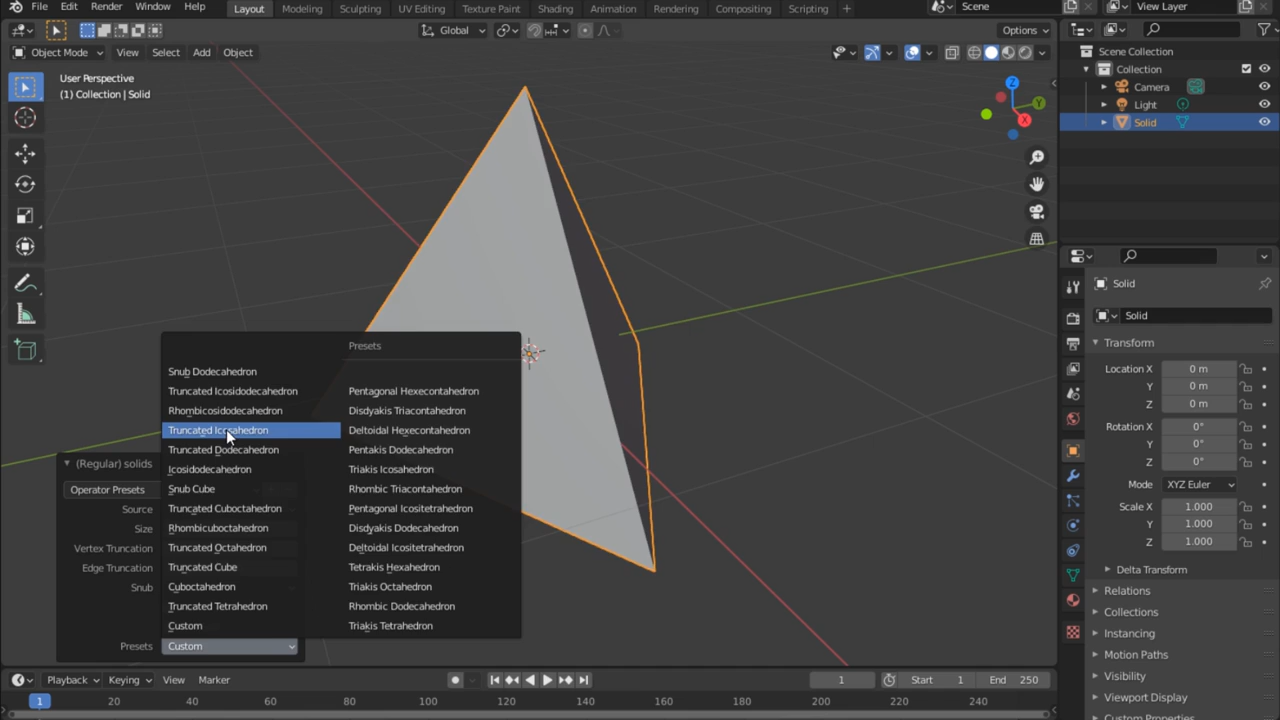 File Edit Render Window Help Layout Modeling Sculpting UV Editing Texture Paint Shading Animation Rendering Compositing Scripting + Scene View Layer
Global Options
Object Mode View Select Add Object
User Perspective
(1) Collection | Solid
Z
Y
X
Scene Collection
Collection
Camera
Light
Solid
Presets
Snub Dodecahedron
Truncated Icosidodecahedron
Rhombicosidodecahedron
Truncated Icosahedron
Truncated Dodecahedron
Icosidodecahedron
Snub Cube
Truncated Cuboctahedron
Rhombicuboctahedron
Truncated Octahedron
Truncated Cube
Cuboctahedron
Truncated Tetrahedron
Custom
Pentagonal Hexecontahedron
Disdyakis Triacontahedron
Deltoidal Hexecontahedron
Pentakis Dodecahedron
Triakis Icosahedron
Rhombic Triacontahedron
Pentagonal Icositetrahedron
Disdyakis Dodecahedron
Deltoidal Icositetrahedron
Tetrakis Hexahedron
Triakis Octahedron
Rhombic Dodecahedron
Triakis Tetrahedron
(Regular) solids
Operator Presets
Source
Size
Vertex Truncation
Edge Truncation
Snub
Presets Custom
Solid
Solid
Transform
Location X 0 m
Y 0 m
Z 0 m
Rotation X 0°
Y 0°
Z 0°
Mode XYZ Euler
Scale X 1.000
Y 1.000
Z 1.000
Delta Transform
Relations
Collections
Instancing
Motion Paths
Visibility
Viewport Display
Custom Properties
Playback Keying View Marker 1 Start 1 End 250
1 20 40 60 80 100 120 140 160 180 200 220 240